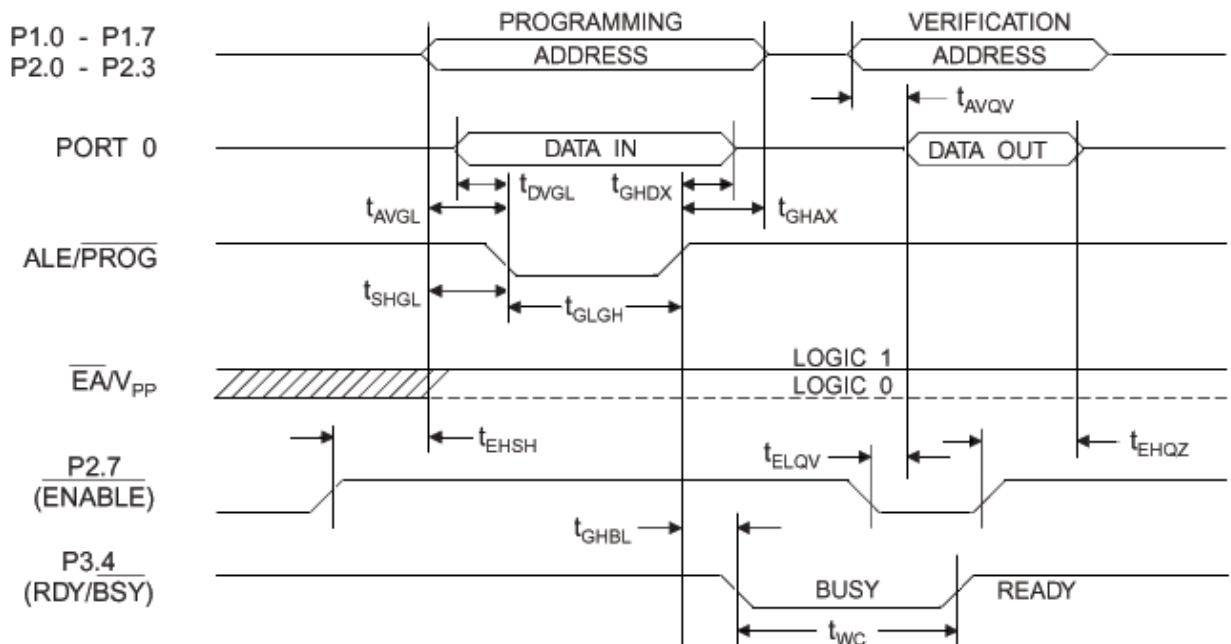 PROGRAMMING VERIFICATION
P1.0 - P1.7
P2.0 - P2.3
ADDRESS ADDRESS
tAVQV
PORT 0 DATA IN DATA OUT
tDVGL tGHDX
tAVGL tGHAX
ALE/PROG
tSHGL tGLGH
LOGIC 1
EA/VPP
LOGIC 0
tEHSH tELQV tEHQZ
P2.7
(ENABLE)
tGHBL
P3.4
(RDY/BSY)
BUSY READY
tWC